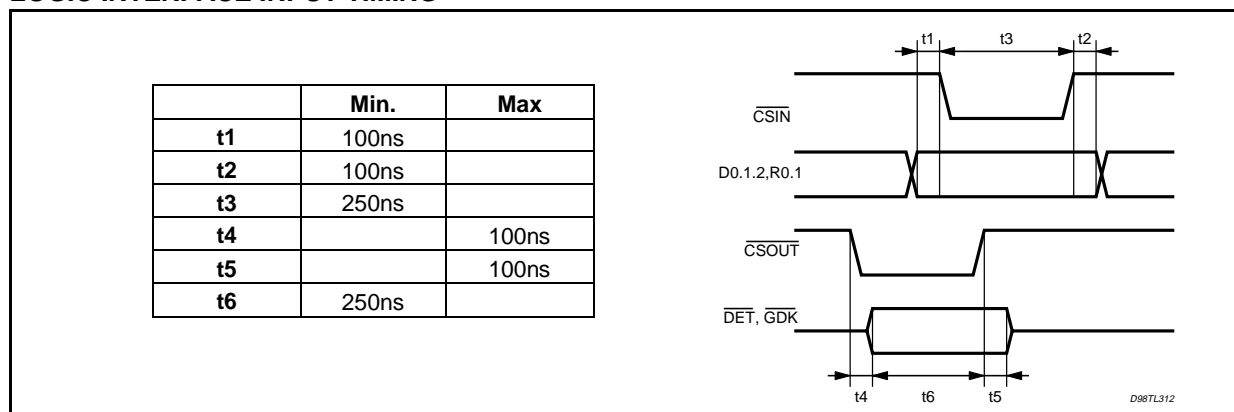 LOGIC INTERFACE INPUT TIMING
Min. Max
t1 100ns
t2 100ns
t3 250ns
t4 100ns
t5 100ns
t6 250ns
t1 t3 t2
CSIN
D0.1.2,R0.1
CSOUT
DET, GDK
t4 t6 t5
D98TL312